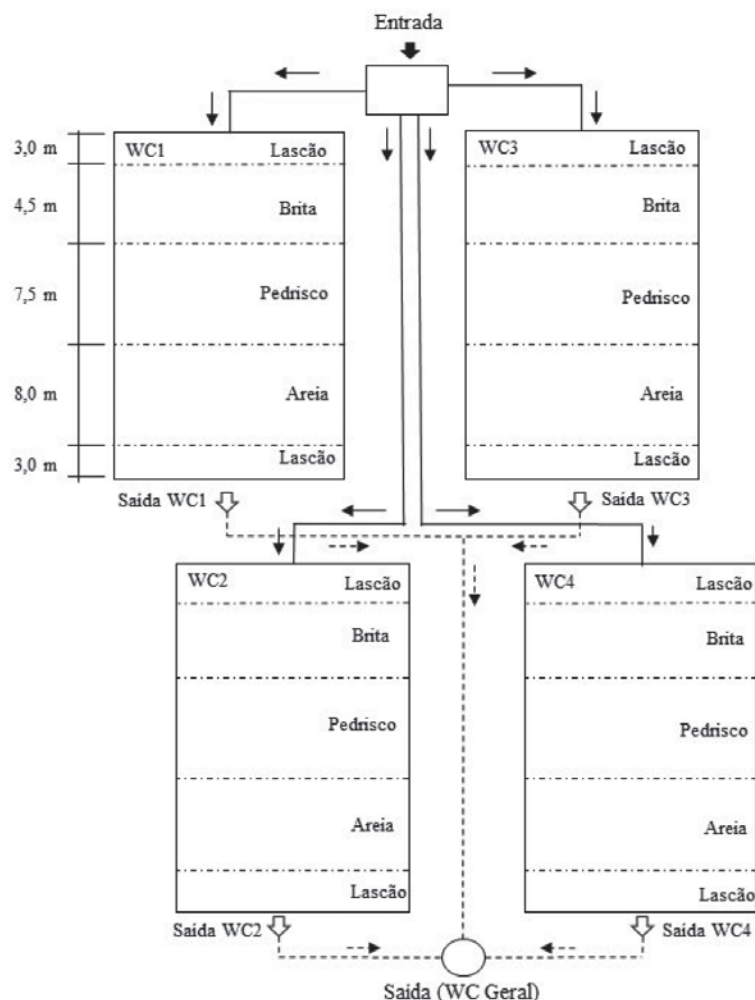 Entrada
3,0 m
WC1
Lascão
WC3
Lascão
4,5 m
Brita
Brita
7,5 m
Pedrisco
Pedrisco
8,0 m
Areia
Areia
3,0 m
Lascão
Lascão
Saída WC1
Saída WC3
WC2
Lascão
WC4
Lascão
Brita
Brita
Pedrisco
Pedrisco
Areia
Areia
Lascão
Lascão
Saída WC2
Saída WC4
Saída (WC Geral)